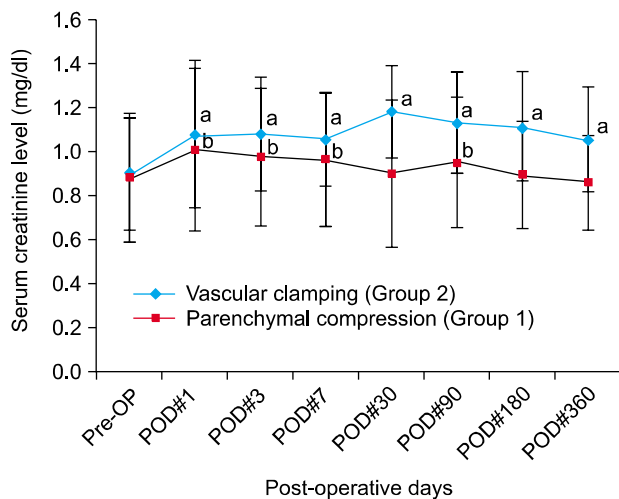 Serum creatinine level (mg/dl)
1.6
1.4
1.2
1.0
0.8
0.6
0.4
0.2
0.0
a
a
a
a
a
a
a
b
b
b
b
Vascular clamping (Group 2)
Parenchymal compression (Group 1)
Pre-OP
POD#1
POD#3
POD#7
POD#30
POD#90
POD#180
POD#360
Post-operative days